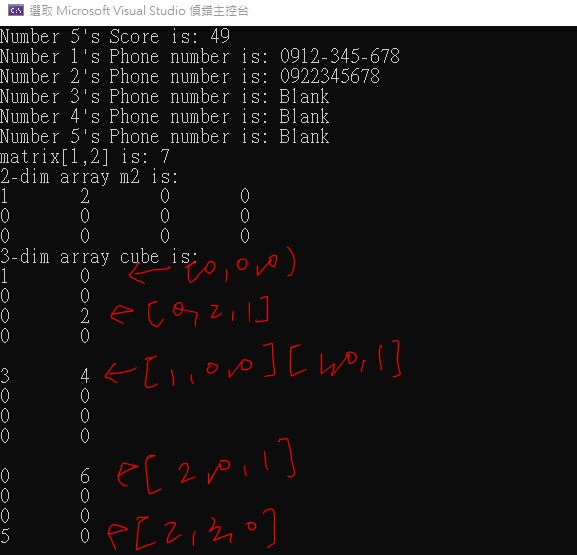 選取 Microsoft Visual Studio 偵錯主控台
Number 5's Score is: 49
Number 1's Phone number is: 0912-345-678
Number 2's Phone number is: 0922345678
Number 3's Phone number is: Blank
Number 4's Phone number is: Blank
Number 5's Phone number is: Blank
matrix[1,2] is: 7
2-dim array m2 is:
1 2 0 0
0 0 0 0
0 0 0 0
3-dim array cube is:
1 0 ← [0,0,0)
0 0
0 2 ← [0,2,1]
0 0
3 4 ← [1,0,0] [1,0,1]
0 0
0 0
0 0
0 6 ← [2,0,1]
0 0
0 0
5 0 ← [2,3,0]